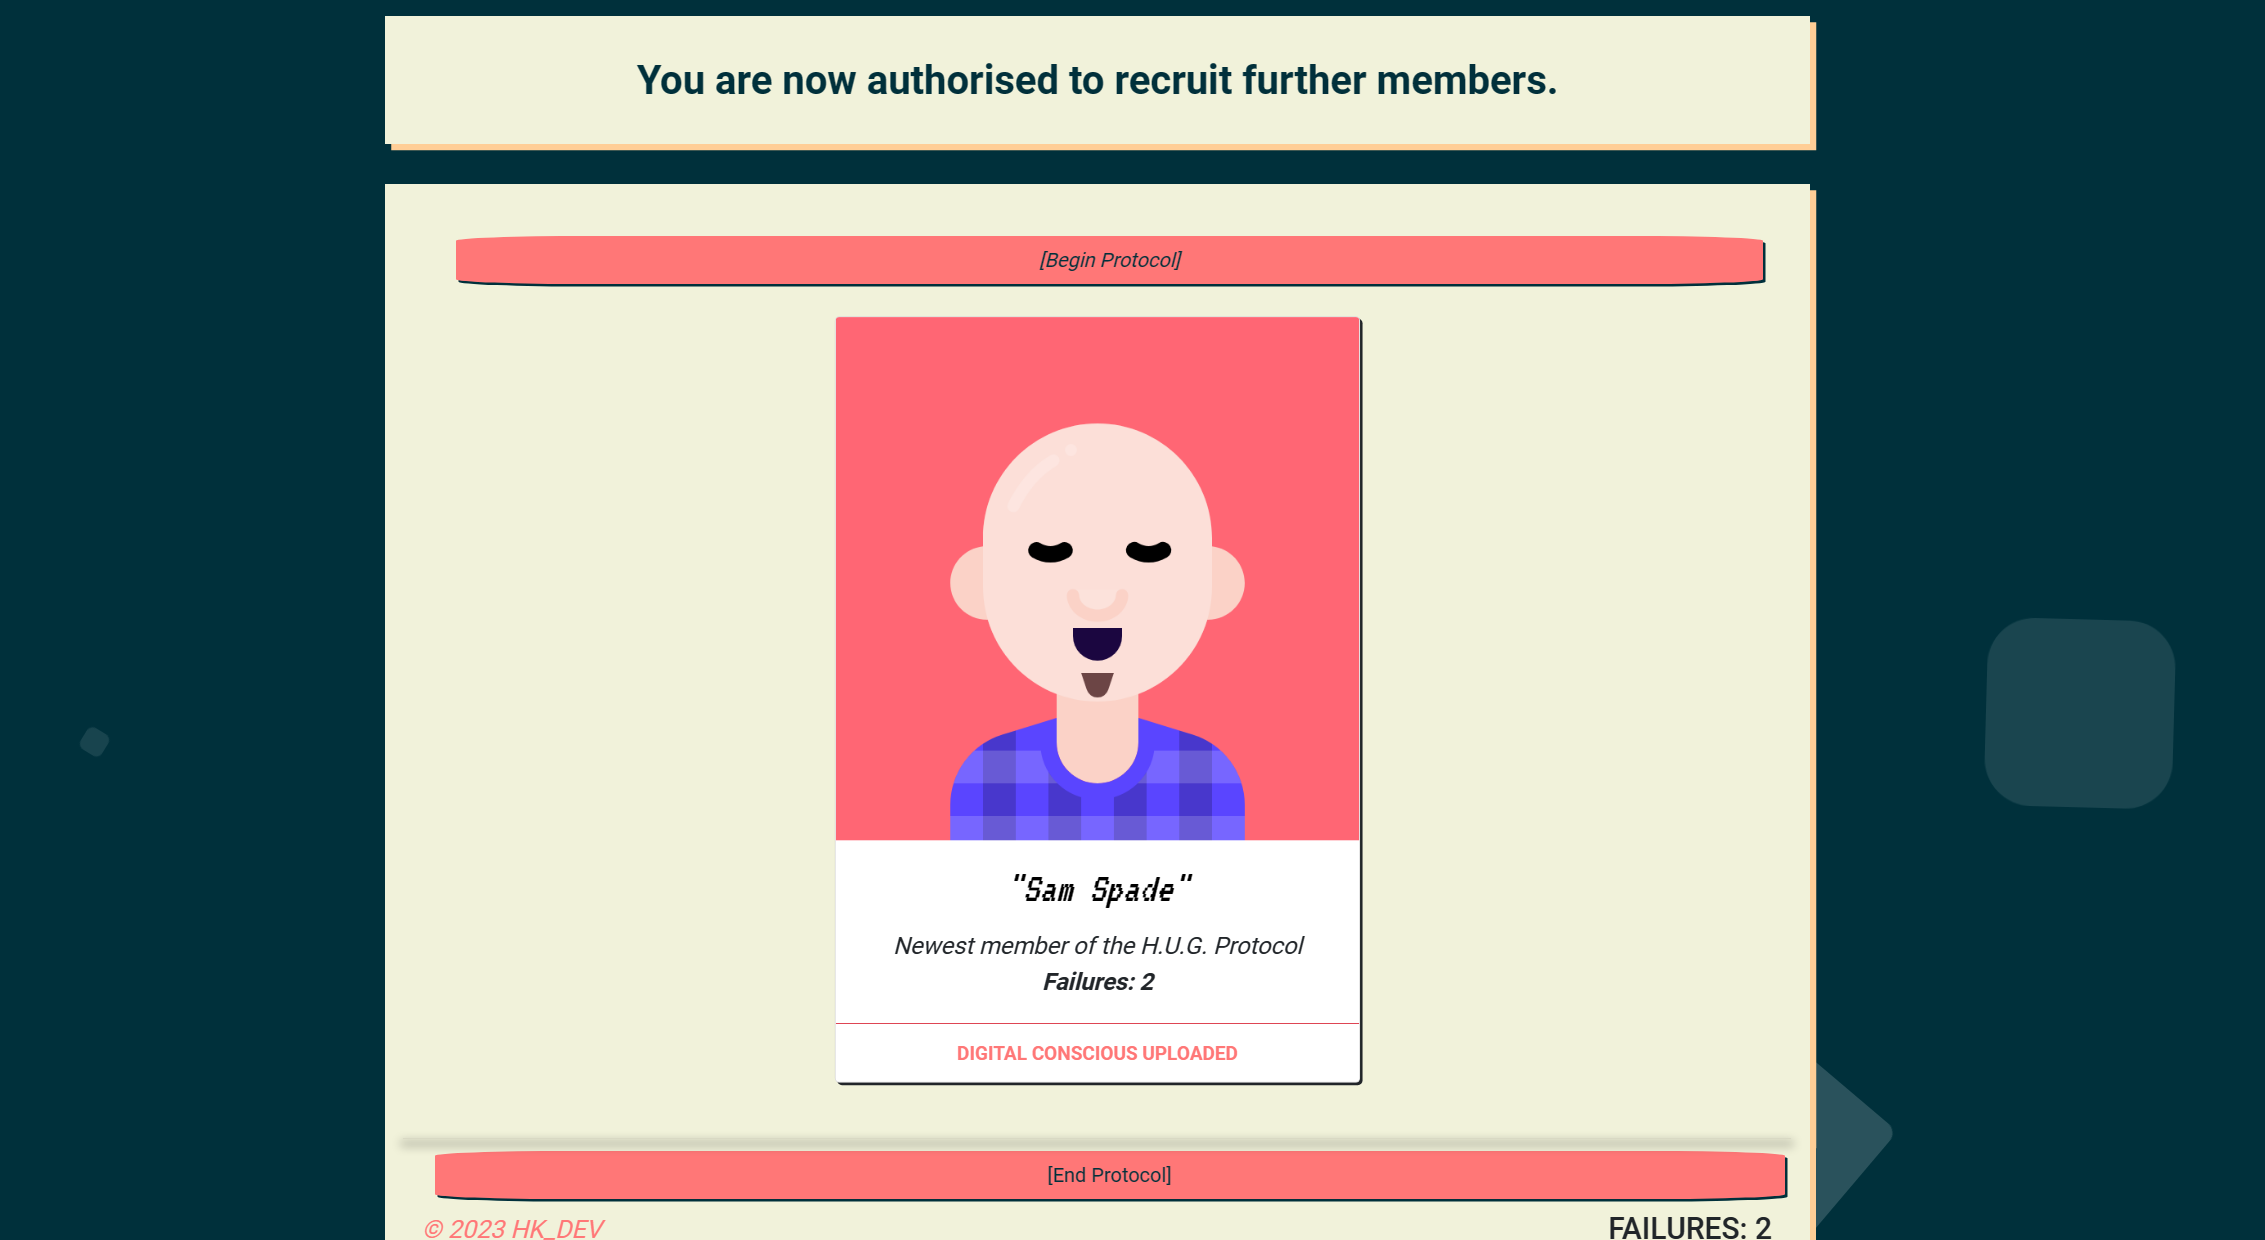 You are now authorised to recruit further members.
[Begin Protocol]
"Sam Spade"
Newest member of the H.U.G. Protocol
Failures: 2
DIGITAL CONSCIOUS UPLOADED
[End Protocol]
© 2023 HK_DEV
FAILURES: 2